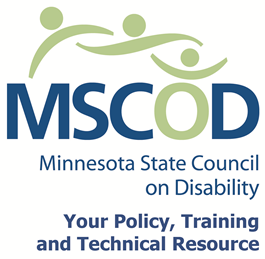 MSCOD
Minnesota State Council
on Disability
Your Policy, Training
and Technical Resource